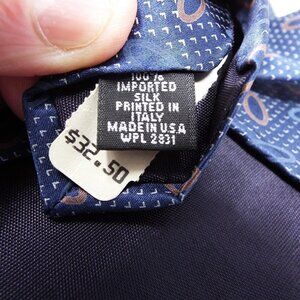 100%
IMPORTED
SILK
PRINTED IN
ITALY
MADE IN U.S.A
WPL 2831
$32.50